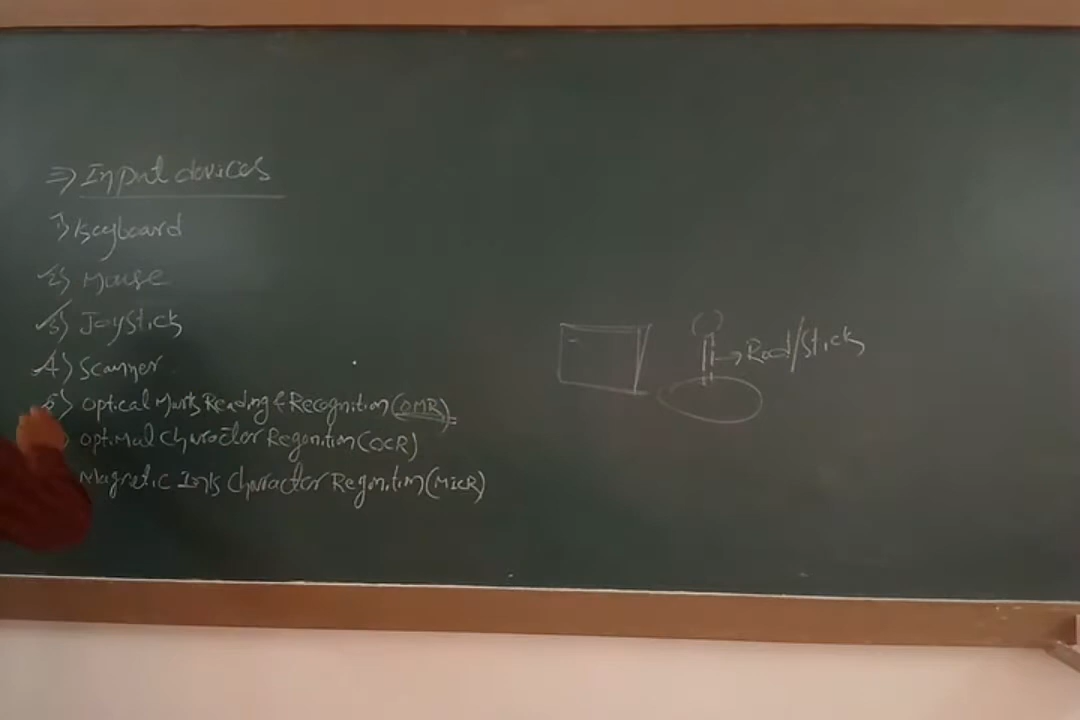 ⇒ Input devices
1) Keyboard
2) Mouse
3) Joystick
4) Scanner
5) Optical Mark Reading & Recognition (OMR)
) Optical Character Regonition (OCR)
Magnetic Ink Character Regonition (MICR)
→ Rod/Stick